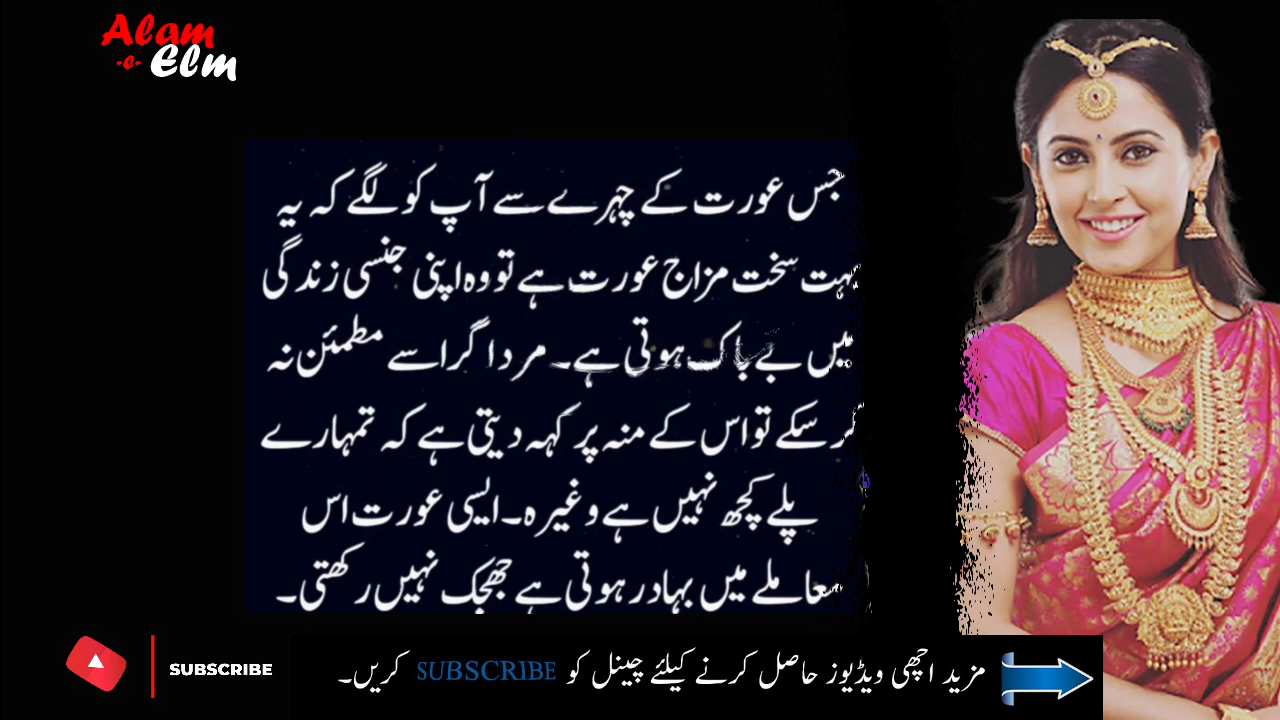 Alam
-e-
Elm
جس عورت کے چہرے سے آپ کو لگے کہ یہ
بہت سخت مزاج عورت ہے تو وہ اپنی جنسی زندگی
میں بے باک ہوتی ہے۔ مرد اگر اسے مطمئن نہ
کر سکے تو اس کے منہ پر کہہ دیتی ہے کہ تمہارے
پلے کچھ نہیں ہے وغیرہ۔ ایسی عورت اس
معاملے میں بہادر ہوتی ہے جھجک نہیں رکھتی۔
SUBSCRIBE
مزید اچھی ویڈیوز حاصل کرنے کیلئے چینل کو SUBSCRIBE کریں۔